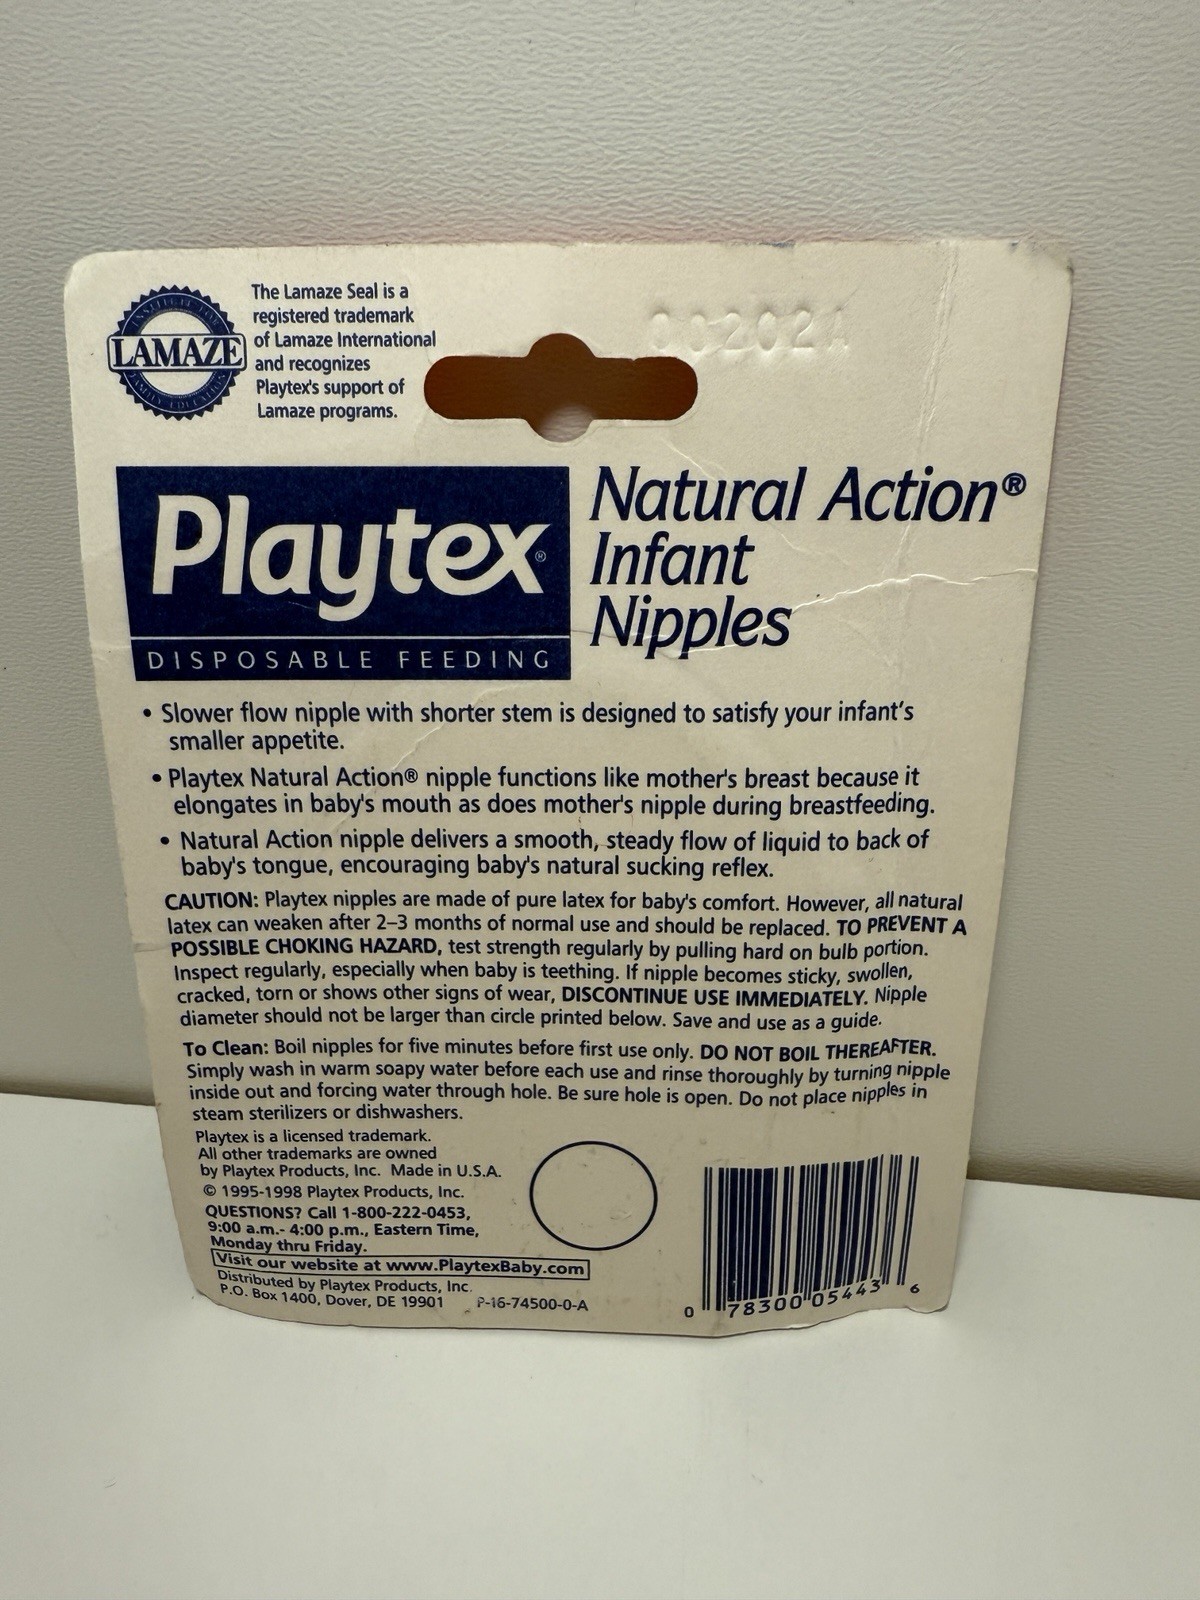 The Lamaze Seal is a
registered trademark
of Lamaze International
and recognizes
Playtex's support of
Lamaze programs.
INSTITUTE FOR
LAMAZE
FAMILY EDUCATION
002024
Playtex®
DISPOSABLE FEEDING
Natural Action®
Infant
Nipples
• Slower flow nipple with shorter stem is designed to satisfy your infant's
smaller appetite.
• Playtex Natural Action® nipple functions like mother's breast because it
elongates in baby's mouth as does mother's nipple during breastfeeding.
• Natural Action nipple delivers a smooth, steady flow of liquid to back of
baby's tongue, encouraging baby's natural sucking reflex.
CAUTION: Playtex nipples are made of pure latex for baby's comfort. However, all natural
latex can weaken after 2–3 months of normal use and should be replaced. TO PREVENT A
POSSIBLE CHOKING HAZARD, test strength regularly by pulling hard on bulb portion.
Inspect regularly, especially when baby is teething. If nipple becomes sticky, swollen,
cracked, torn or shows other signs of wear, DISCONTINUE USE IMMEDIATELY. Nipple
diameter should not be larger than circle printed below. Save and use as a guide.
To Clean: Boil nipples for five minutes before first use only. DO NOT BOIL THEREAFTER.
Simply wash in warm soapy water before each use and rinse thoroughly by turning nipple
inside out and forcing water through hole. Be sure hole is open. Do not place nipples in
steam sterilizers or dishwashers.
Playtex is a licensed trademark.
All other trademarks are owned
by Playtex Products, Inc. Made in U.S.A.
© 1995-1998 Playtex Products, Inc.
QUESTIONS? Call 1-800-222-0453,
9:00 a.m.- 4:00 p.m., Eastern Time,
Monday thru Friday.
Visit our website at www.PlaytexBaby.com
Distributed by Playtex Products, Inc.
P.O. Box 1400, Dover, DE 19901 P-16-74500-0-A
0 78300 05443 6